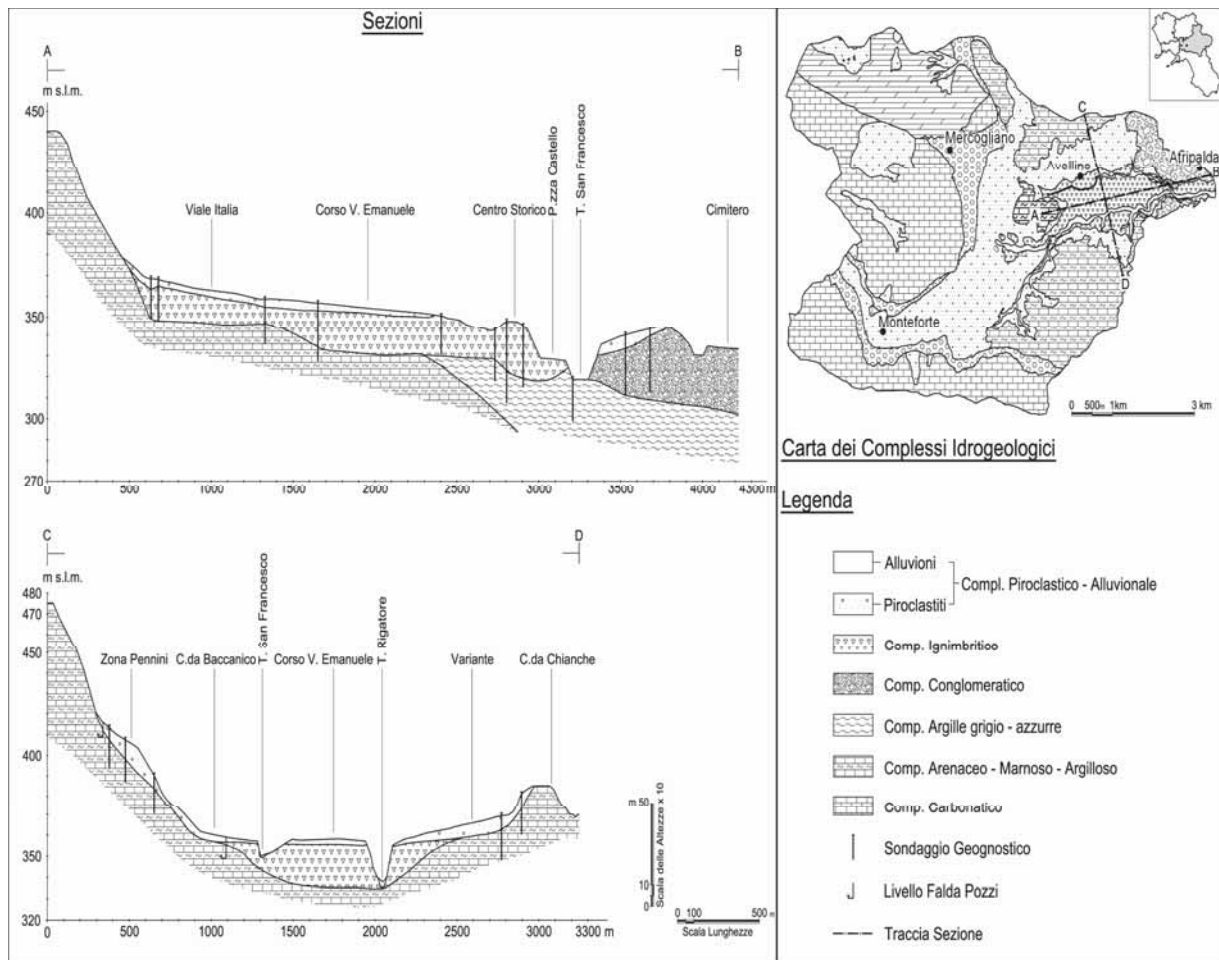 Sezioni
A
B
m s.l.m.
450
400
350
300
270
Viale Italia
Corso V. Emanuele
Centro Storico
P.zza Castello
T. San Francesco
Cimitero
0
500
1000
1500
2000
2500
3000
3500
4000
4300 m
C
D
m s.l.m.
480
470
450
400
350
320
Zona Pennini
C.da Baccanico
T. San Francesco
Corso V. Emanuele
T. Rigatore
Variante
C.da Chianche
0
500
1000
1500
2000
2500
3000
3300 m
m 50
10
0
Scala delle Altezze x 10
0 100
500 m
Scala Lunghezze
C
Mercogliano
Avellino
Atripalda
B
A
D
Monteforte
0
500m
1km
3 km
Carta dei Complessi Idrogeologici
Legenda
Alluvioni
Compl. Piroclastico - Alluvionale
Piroclastiti
Comp. Ignimbritico
Comp. Conglomeratico
Comp. Argille grigio - azzurre
Comp. Arenaceo - Marnoso - Argilloso
Comp. Carbonatico
Sondaggio Geognostico
Livello Falda Pozzi
Traccia Sezione